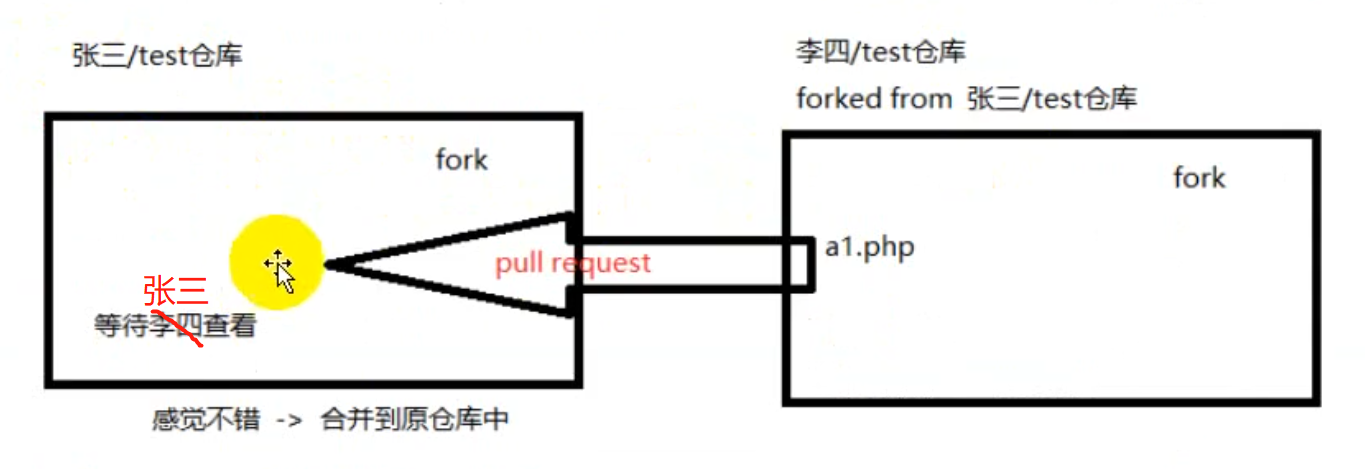 张三/test仓库
李四/test仓库
forked from 张三/test仓库
fork
fork
a1.php
pull request
张三
等待李四查看
感觉不错 -> 合并到原仓库中